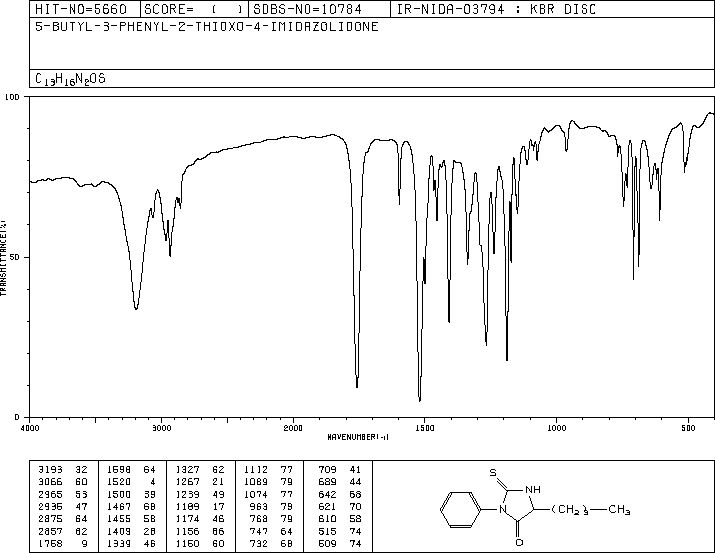 HIT-NO=5660 SCORE= ( ) SDBS-NO=10784 IR-NIDA-03794 : KBR DISC
5-BUTYL-3-PHENYL-2-THIOXO-4-IMIDAZOLIDONE
C13H16N2OS
100
TRANSMITTANCE(%)
50
0
4000 3000 2000 1500 1000 500
WAVENUMBER(-1)
3193 32 1598 64 1327 62 1112 77 709 41
3066 60 1520 4 1267 21 1089 79 689 44
2965 53 1500 39 1239 49 1074 77 642 68
2935 47 1467 68 1189 17 963 79 621 70
2875 64 1455 58 1174 46 768 79 610 58
2857 62 1409 28 1156 86 747 64 515 74
1758 9 1339 46 1150 60 732 68 509 74
S
NH
N
(CH2)3
CH3
O